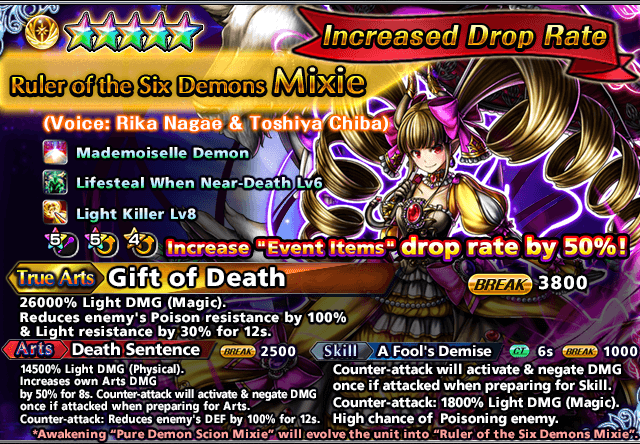 Increased Drop Rate
Ruler of the Six Demons Mixie
(Voice: Rika Nagae & Toshiya Chiba)
Mademoiselle Demon
Lifesteal When Near-Death Lv6
Light Killer Lv8
5 5 4
Increase "Event Items" drop rate by 50%!
True Arts Gift of Death BREAK 3800
26000% Light DMG (Magic).
Reduces enemy's Poison resistance by 100%
& Light resistance by 30% for 12s.
Arts Death Sentence BREAK 2500
14500% Light DMG (Physical).
Increases own Arts DMG
by 50% for 8s. Counter-attack will activate & negate DMG
once if attacked when preparing for Arts.
Counter-attack: Reduces enemy's DEF by 100% for 12s.
Skill A Fool's Demise CT 6s BREAK 1000
Counter-attack will activate & negate DMG
once if attacked when preparing for Skill.
Counter-attack: 1800% Light DMG (Magic).
High chance of Poisoning enemy.
*Awakening "Pure Demon Scion Mixie" will evolve the unit into "Ruler of the Six Demons Mixie".